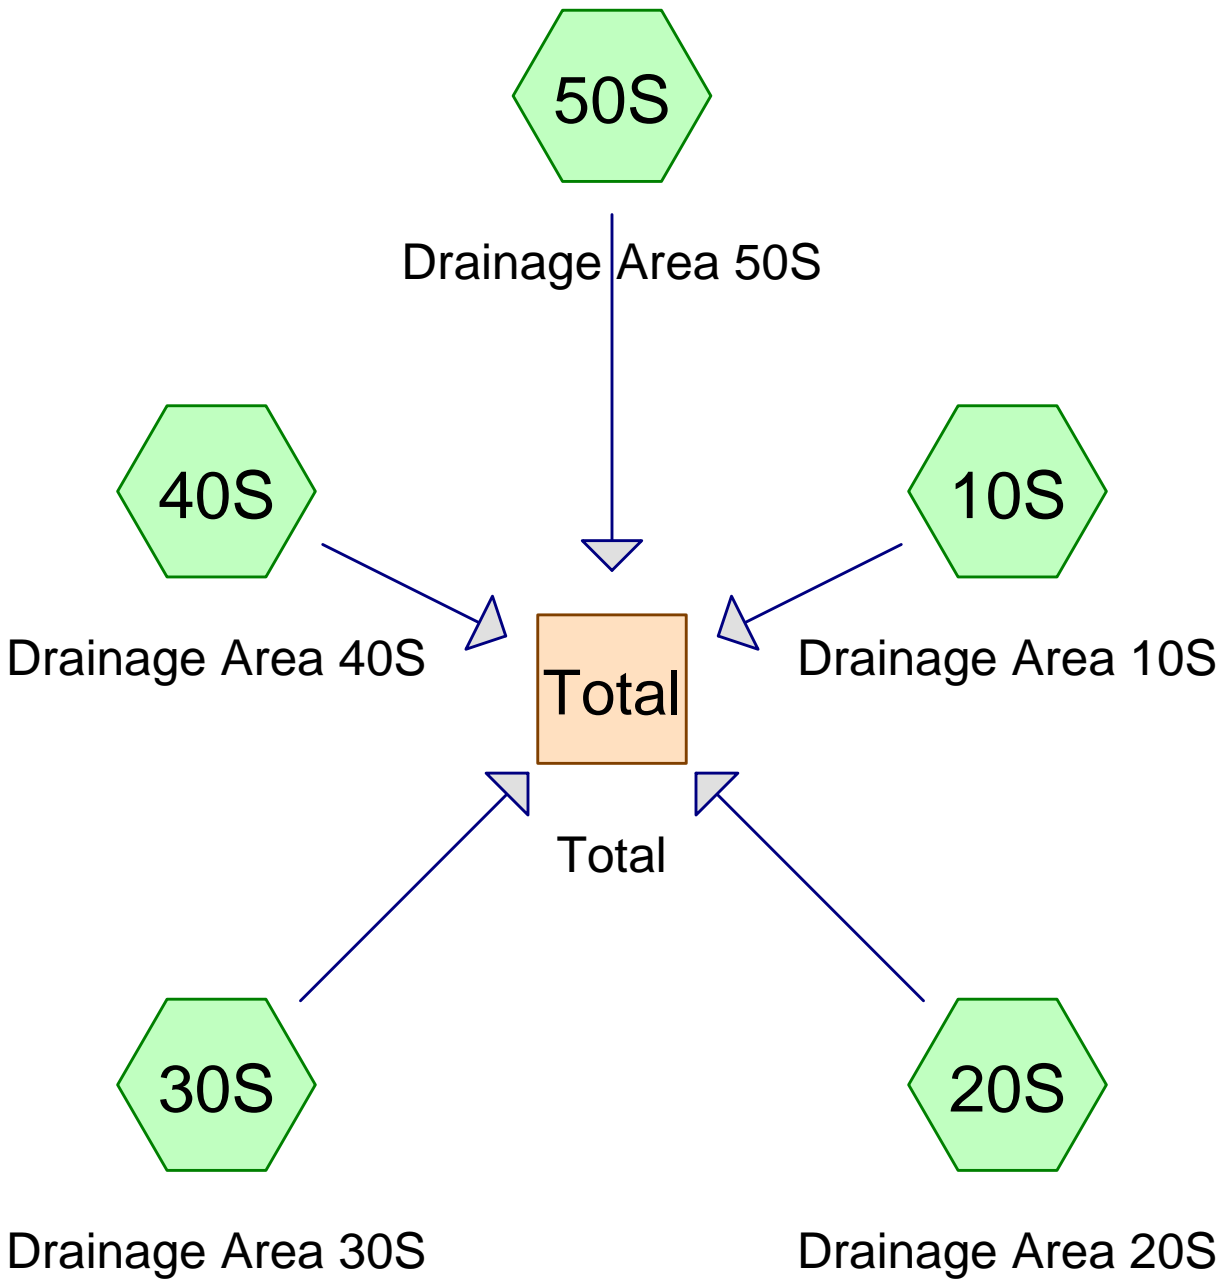 50S
Drainage Area 50S
40S
10S
Drainage Area 40S
Drainage Area 10S
Total
Total
30S
20S
Drainage Area 30S
Drainage Area 20S